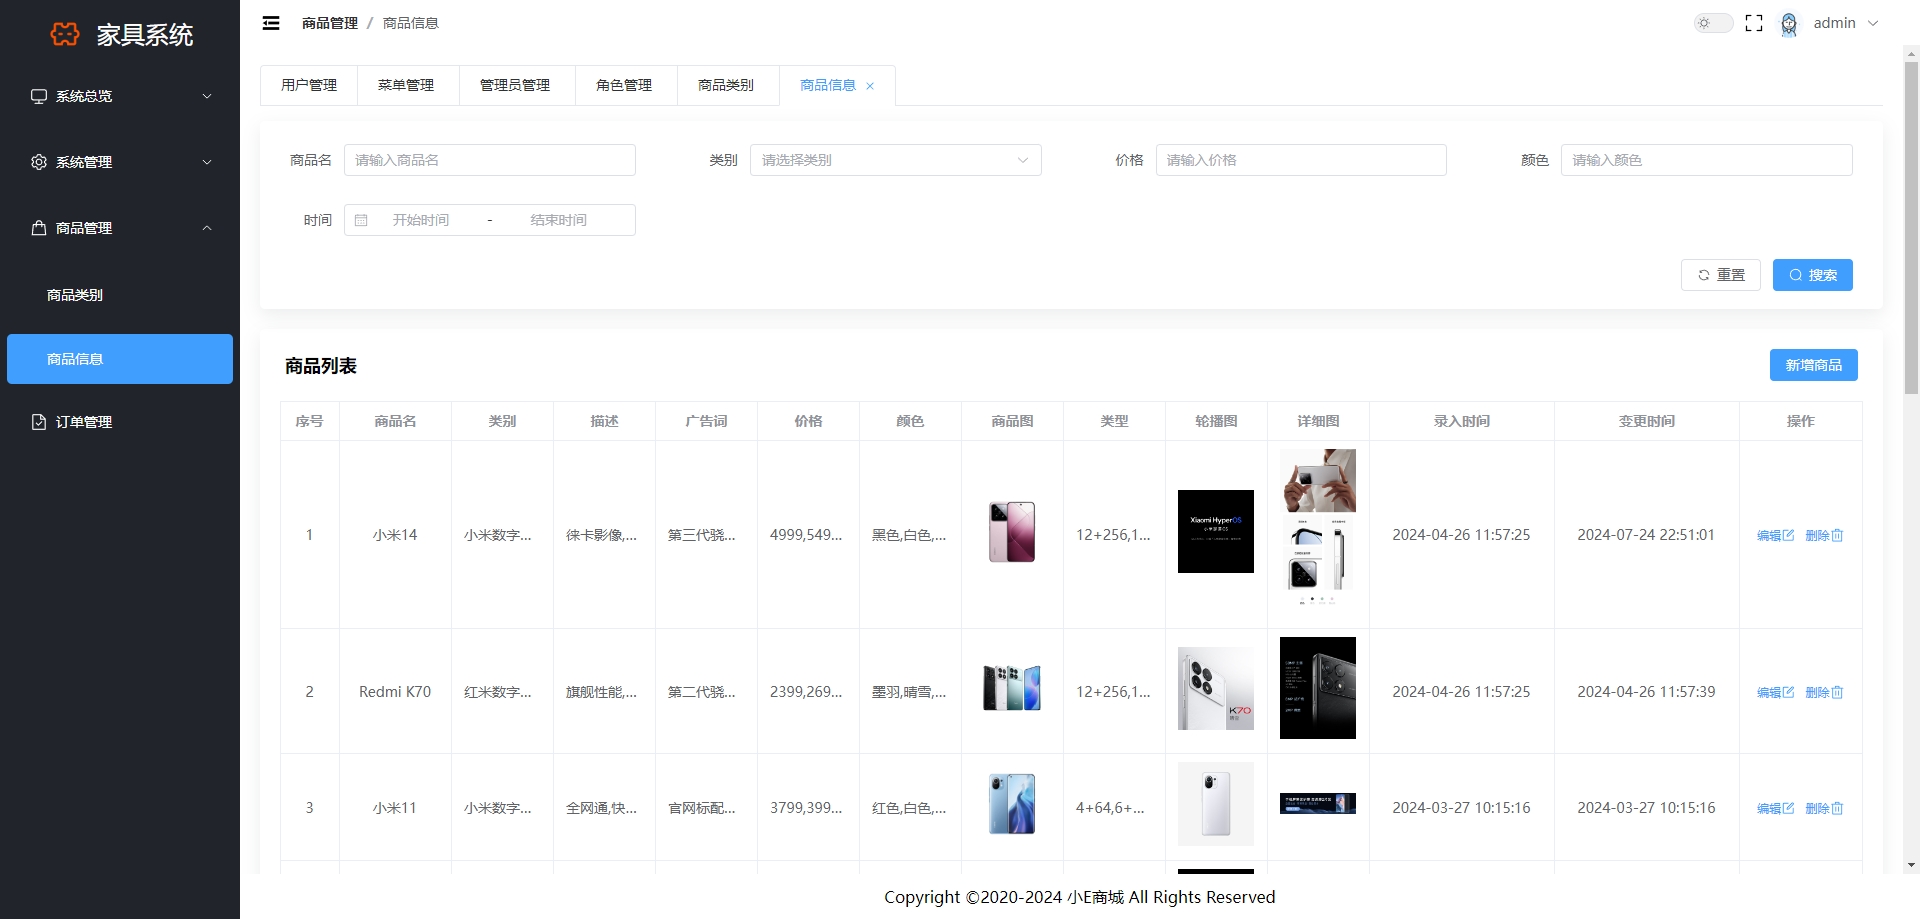 家具系统
系统总览
系统管理
商品管理
商品类别
商品信息
订单管理
商品管理 / 商品信息
admin
用户管理 菜单管理 管理员管理 角色管理 商品类别 商品信息
商品名 请输入商品名 类别 请选择类别 价格 请输入价格 颜色 请输入颜色
时间 开始时间 - 结束时间
重置 搜索
商品列表 新增商品
序号 商品名 类别 描述 广告词 价格 颜色 商品图 类型 轮播图 详细图 录入时间 变更时间 操作
1 小米14 小米数字... 徕卡影像,... 第三代骁... 4999,549... 黑色,白色,... 12+256,1... 2024-04-26 11:57:25 2024-07-24 22:51:01 编辑 删除
Xiaomi HyperOS
2 Redmi K70 红米数字... 旗舰性能,... 第二代骁... 2399,269... 墨羽,晴雪,... 12+256,1... 2024-04-26 11:57:25 2024-04-26 11:57:39 编辑 删除
K70
3 小米11 小米数字... 全网通,快... 官网标配... 3799,399... 红色,白色,... 4+64,6+... 2024-03-27 10:15:16 2024-03-27 10:15:16 编辑 删除
Copyright ©2020-2024 小E商城 All Rights Reserved